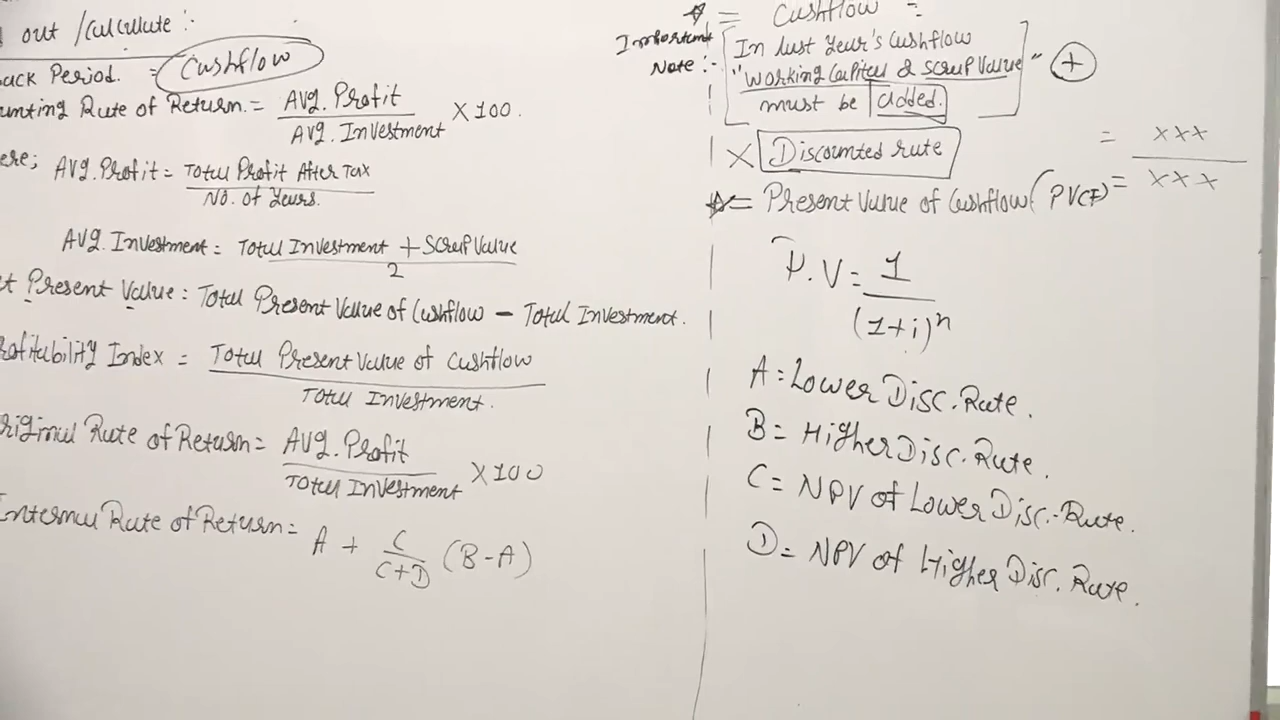 out / Calculate :-
ack Period. = Cashflow
unting Rate of Return. = Avg. Profit / Avg. Investment X 100.
ere; Avg. Profit = Total Profit After Tax / No. of Years.
Avg. Investment = Total Investment + Scrap Value / 2
t Present Value : Total Present Value of Cashflow - Total Investment.
ofitability Index = Total Present Value of Cashflow / Total Investment.
riginal Rate of Return = Avg. Profit / Total Investment X 100
Internal Rate of Return = A + C / C+D (B-A)
= Cashflow :-
Important Note :- [In last Year's Cashflow
"Working Capital & Scrap Value" +
must be added.]
X Discounted rate
= Present Value of Cashflow (PVCF) = xxx / xxx
P.V = 1 / (1+i)^n
A = Lower Disc. Rate.
B = Higher Disc. Rate.
C = NPV of Lower Disc. Rate.
D = NPV of Higher Disc. Rate.